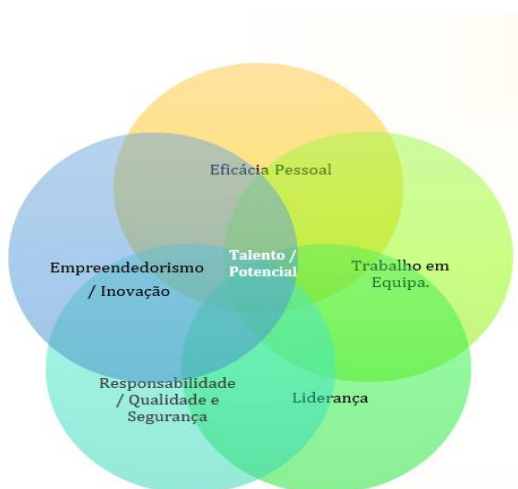 Eficácia Pessoal
Talento /
Potencial
Empreendedorismo
/ Inovação
Trabalho em
Equipa.
Responsabilidade
/ Qualidade e
Segurança
Liderança